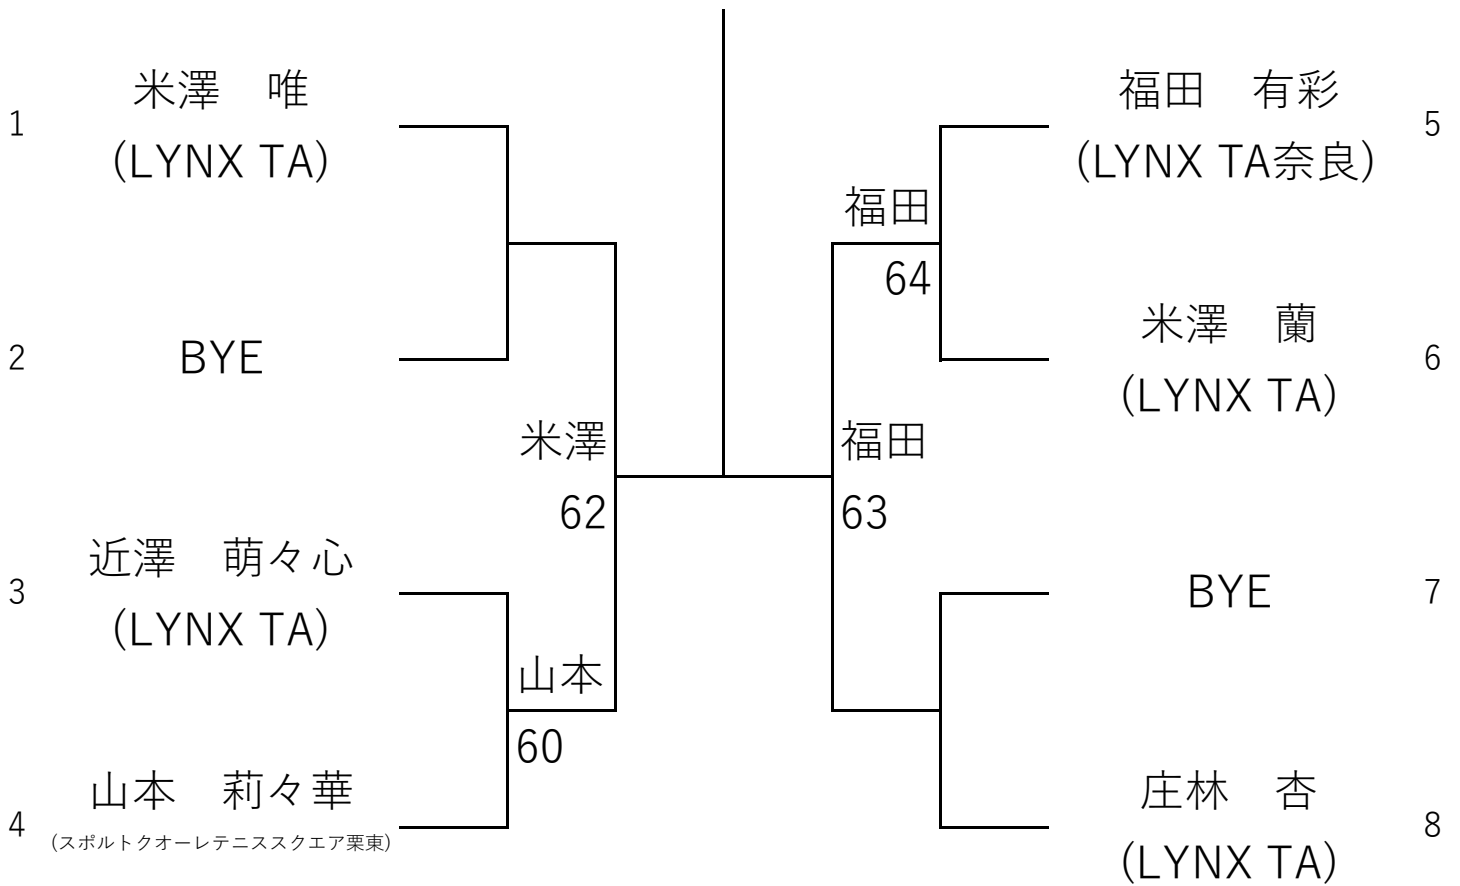 1
米澤　唯
(LYNX TA)
2
BYE
3
近澤　萌々心
(LYNX TA)
4
山本　莉々華
(スポルトクオーレテニススクエア栗東)
米澤
62
山本
60
福田
64
福田
63
福田　有彩
(LYNX TA奈良)
5
米澤　蘭
(LYNX TA)
6
BYE
7
庄林　杏
(LYNX TA)
8